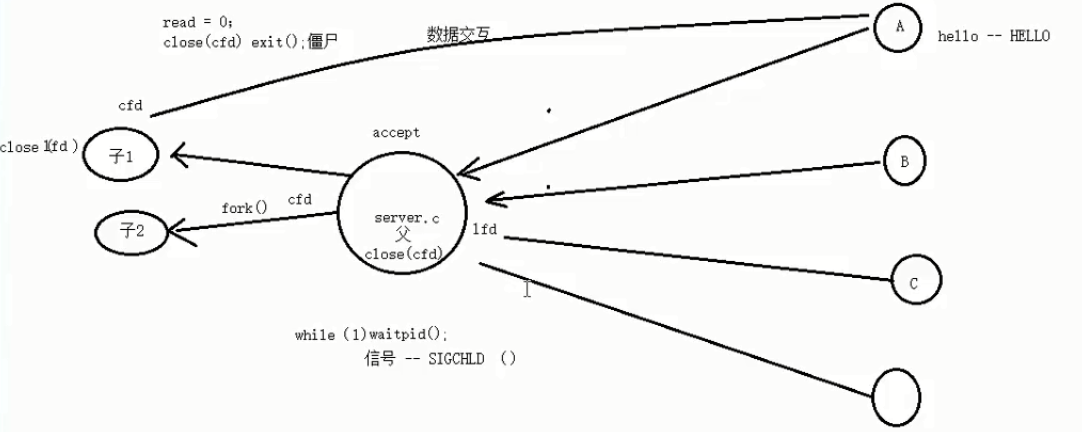 read = 0;
close(cfd) exit();僵尸
数据交互
A
hello -- HELLO
cfd
accept
close(lfd )
子1
B
fork()
cfd
子2
server.c
父
close(cfd)
lfd
C
while (1)waitpid();
信号 -- SIGCHLD ()